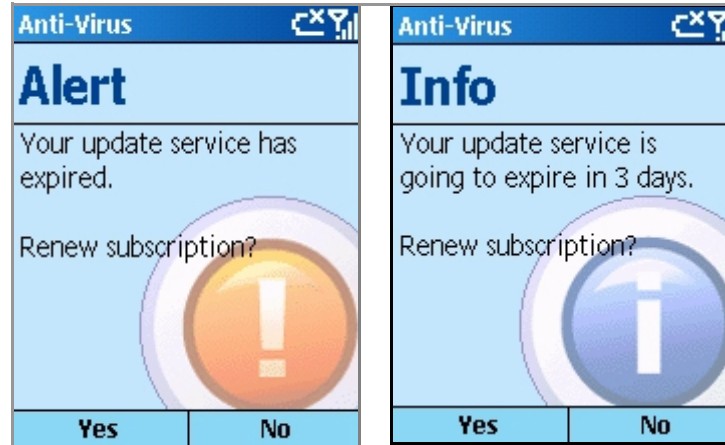 Anti-Virus
Alert
Your update service has
expired.
Renew subscription?
Yes No
Anti-Virus
Info
Your update service is
going to expire in 3 days.
Renew subscription?
Yes No